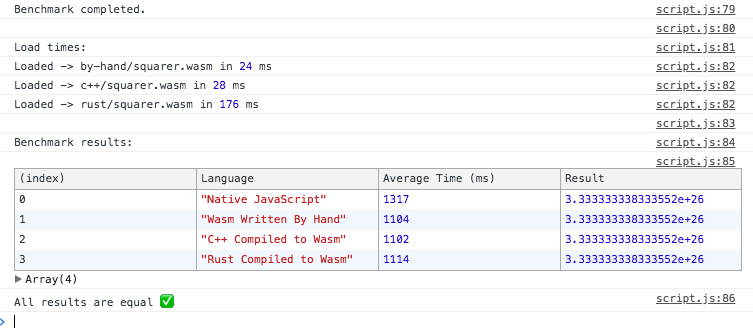 Benchmark completed. script.js:79
script.js:80
Load times: script.js:81
Loaded -> by-hand/squarer.wasm in 24 ms script.js:82
Loaded -> c++/squarer.wasm in 28 ms script.js:82
Loaded -> rust/squarer.wasm in 176 ms script.js:82
script.js:83
Benchmark results: script.js:84
script.js:85
(index) Language Average Time (ms) Result
0 "Native JavaScript" 1317 3.333333338333552e+26
1 "Wasm Written By Hand" 1104 3.333333338333552e+26
2 "C++ Compiled to Wasm" 1102 3.333333338333552e+26
3 "Rust Compiled to Wasm" 1114 3.333333338333552e+26
▶ Array(4)
All results are equal ✅ script.js:86